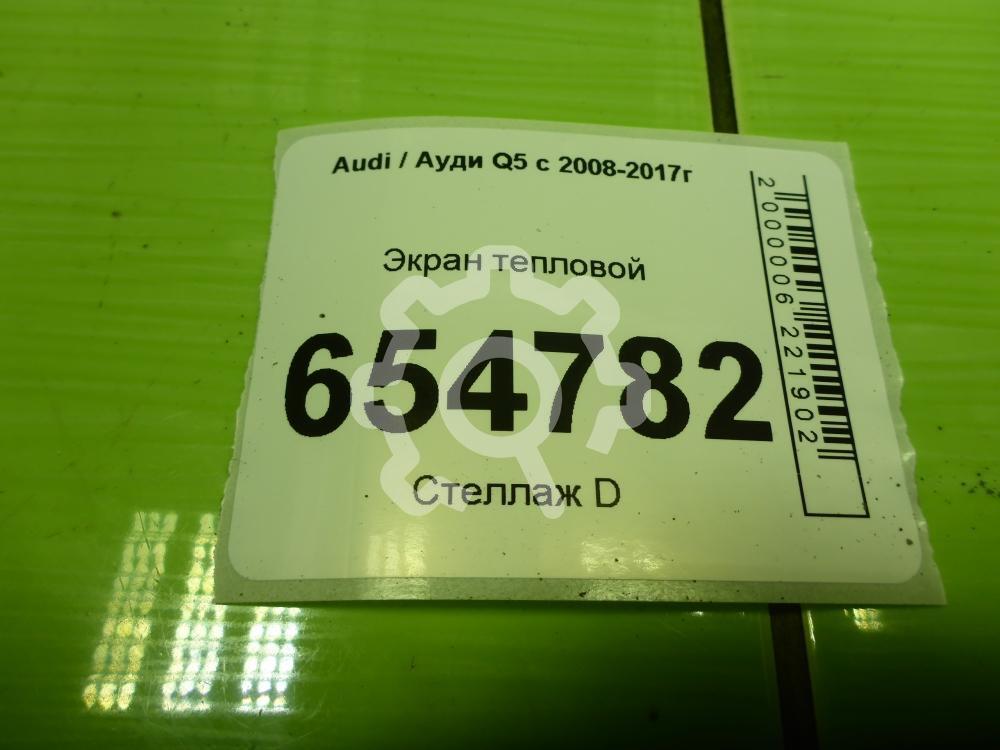 Audi / Ауди Q5 с 2008-2017г
Экран тепловой
654782
Стеллаж D
2000006221902